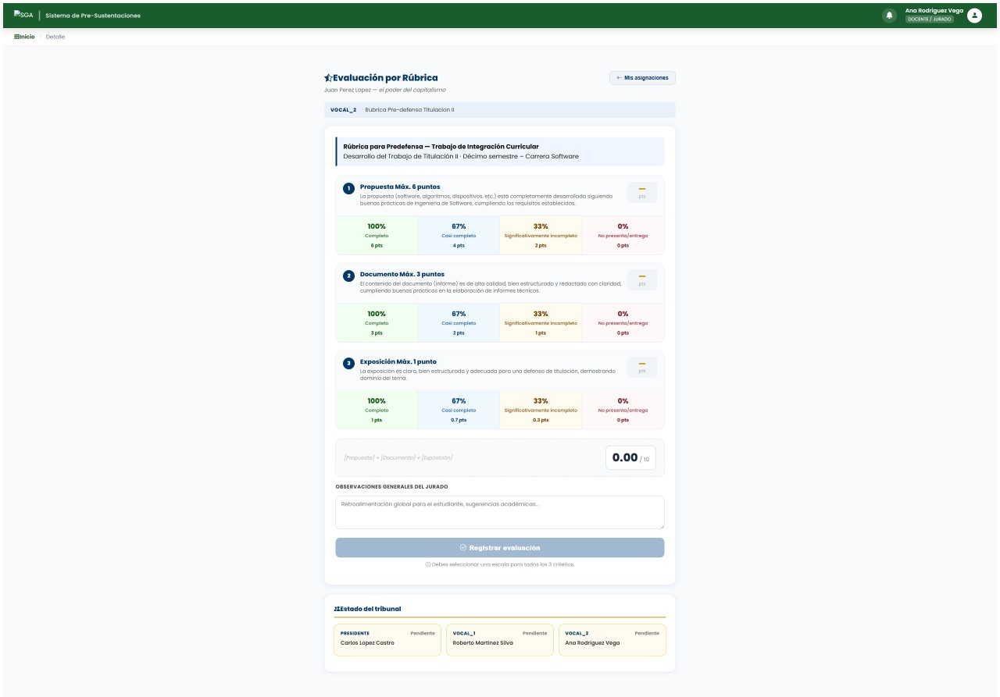 SGA
Sistema de Pre-Sustentaciones
Ana Rodriguez Vega
DOCENTE / JURADO
Inicio / Detalle
Evaluación por Rúbrica
← Mis asignaciones
Juan Perez Lopez — el poder del capitalismo
VOCAL_2 Rubrica Pre-defensa Titulacion II
Rúbrica para Predefensa — Trabajo de Integración Curricular
Desarrollo del Trabajo de Titulación II · Décimo semestre – Carrera Software
1 Propuesta Máx. 6 puntos
La propuesta (software, algoritmos, dispositivos, etc.) está completamente desarrollada siguiendo
buenas prácticas de ingeniería de Software, cumpliendo los requisitos establecidos.
—
pts
100% 67% 33% 0%
Completo Casi completo Significativamente incompleto No presenta/entrega
6 pts 4 pts 2 pts 0 pts
2 Documento Máx. 3 puntos
El contenido del documento (informe) es de alta calidad, bien estructurado y redactado con claridad,
cumpliendo buenas prácticas en la elaboración de informes técnicos.
—
pts
100% 67% 33% 0%
Completo Casi completo Significativamente incompleto No presenta/entrega
3 pts 2 pts 1 pts 0 pts
3 Exposición Máx. 1 punto
La exposición es clara, bien estructurada y adecuada para una defensa de titulación, demostrando
dominio del tema.
—
pts
100% 67% 33% 0%
Completo Casi completo Significativamente incompleto No presenta/entrega
1 pts 0.7 pts 0.3 pts 0 pts
[Propuesta] + [Documento] + [Exposición]
0.00 / 10
OBSERVACIONES GENERALES DEL JURADO
Retroalimentación global para el estudiante, sugerencias académicas...
Registrar evaluación
Debes seleccionar una escala para todos los 3 criterios.
Estado del tribunal
PRESIDENTE Pendiente
Carlos Lopez Castro
VOCAL_1 Pendiente
Roberto Martinez Silva
VOCAL_2 Pendiente
Ana Rodriguez Vega